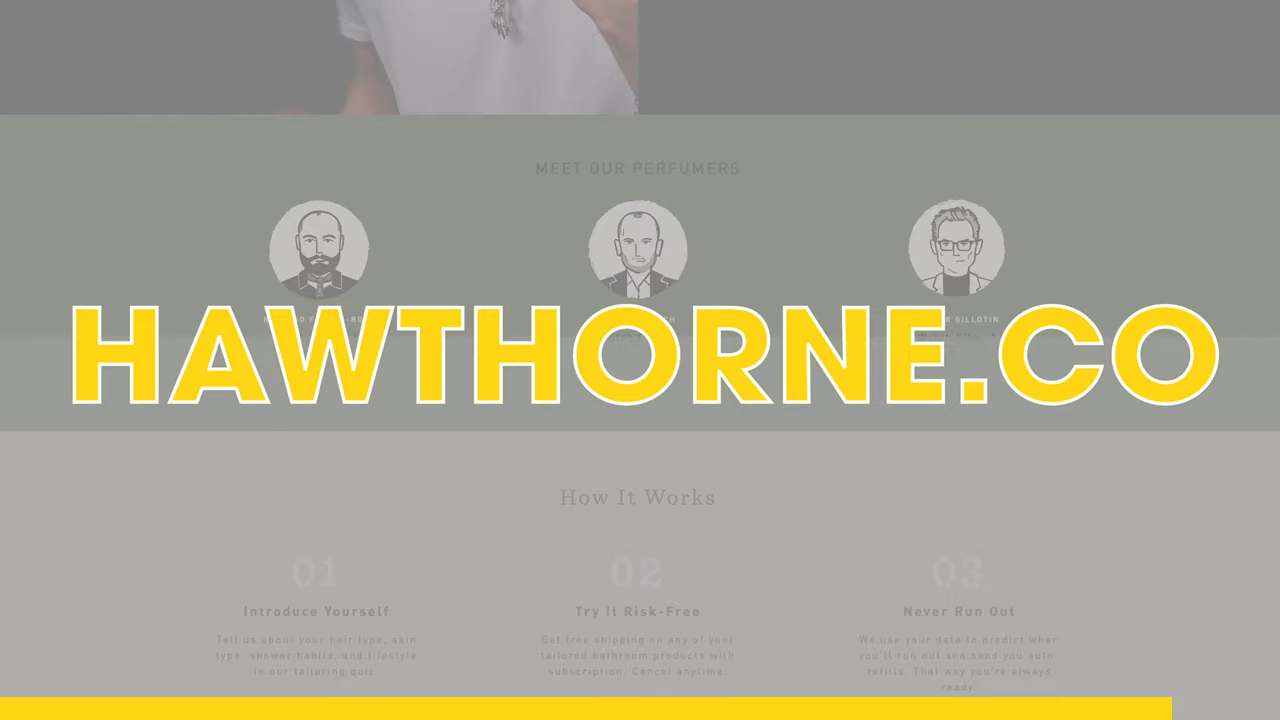 MEET OUR PERFUMERS
HAWTHORNE.CO
GILLOTIN
How It Works
01
02
03
Introduce Yourself
Try It Risk-Free
Never Run Out
Tell us about your hair type, skin
type, shower habits, and lifestyle
in our tailoring quiz.
Get free shipping on any of your
tailored bathroom products with
subscription. Cancel anytime.
We use your data to predict when
you'll run out and send you auto-
refills. That way you're always
ready.